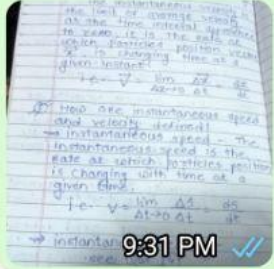 the instantaneous velocity is
the limit of average velocity
as the time interval approaches
to zero. it is the rate at
which particles position vector
is changing with time at a
given instant
i.e. v = lim Δt→0 Δx/Δt = dx/dt
How are instantaneous speed
and velocity defined?
→ instantaneous speed - The
instantaneous speed is the
rate at which particles position
is changing with time at a
given time.
i.e. v = lim Δt→0 Δs/Δt = ds/dt
→ instantan
9:31 PM